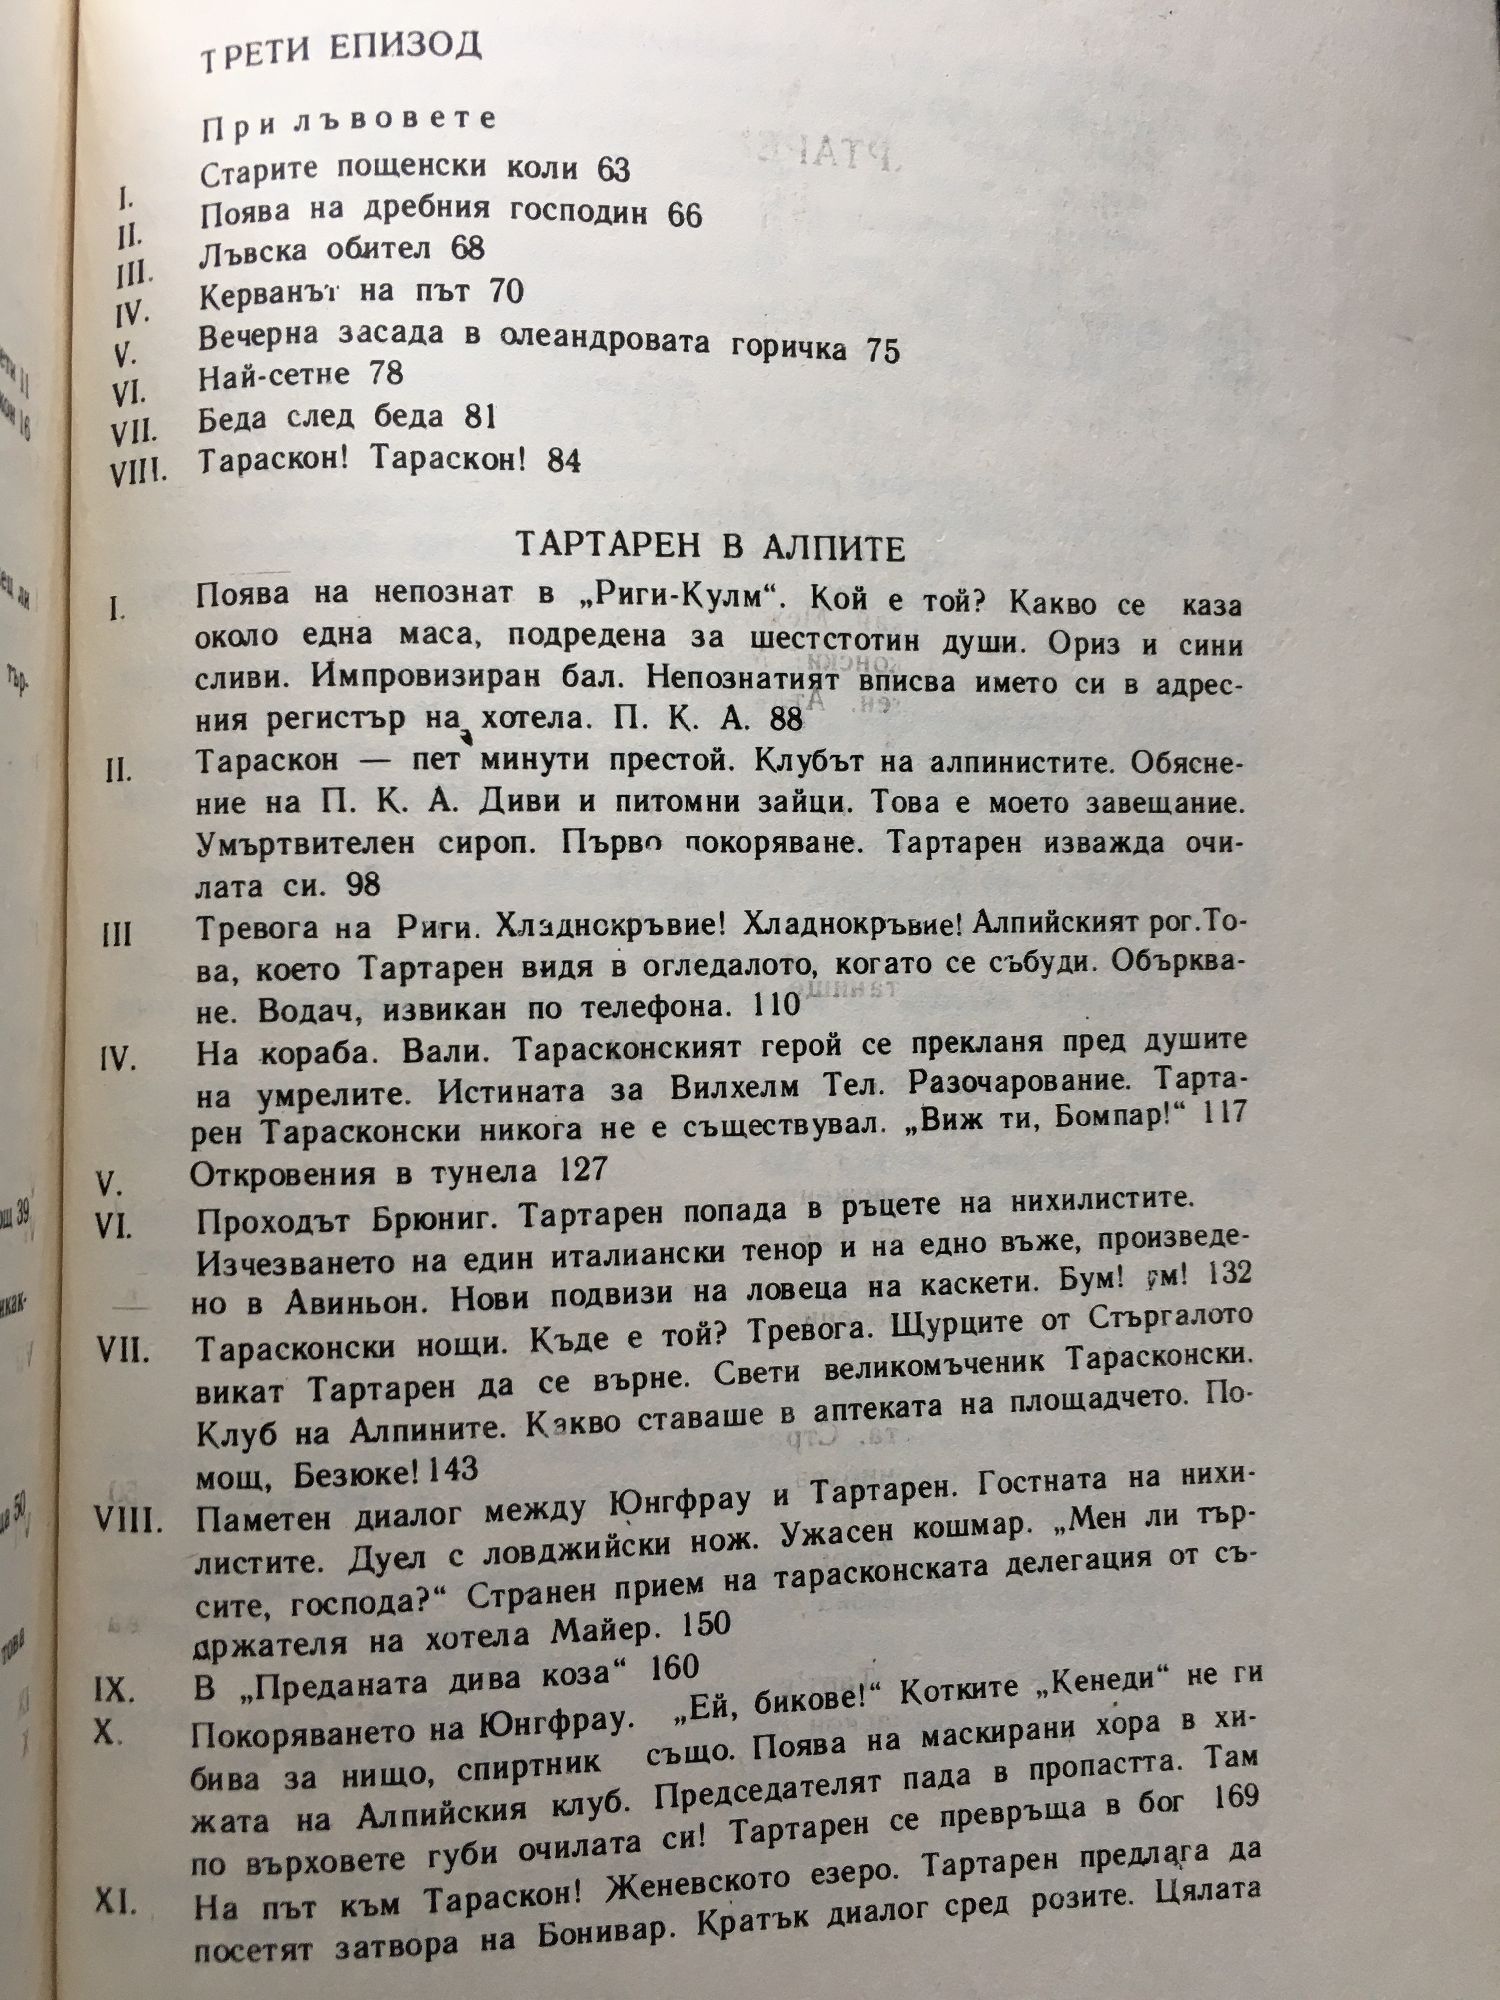 ТРЕТИ ЕПИЗОД
При лъвовете
I. Старите пощенски коли 63
II. Поява на дребния господин 66
III. Лъвска обител 68
IV. Керванът на път 70
V. Вечерна засада в олеандровата горичка 75
VI. Най-сетне 78
VII. Беда след беда 81
VIII. Тараскон! Тараскон! 84
ТАРТАРЕН В АЛПИТЕ
I. Поява на непознат в „Риги-Кулм“. Кой е той? Какво се каза
около една маса, подредена за шестстотин души. Ориз и сини
сливи. Импровизиран бал. Непознатият вписва името си в адрес-
ния регистър на хотела. П. К. А. 88
II. Тараскон — пет минути престой. Клубът на алпинистите. Обясне-
ние на П. К. А. Диви и питомни зайци. Това е моето завещание.
Умъртвителен сироп. Първо покоряване. Тартарен изважда очи-
лата си. 98
III Тревога на Риги. Хладнокръвие! Хладнокръвие! Алпийският рог. То-
ва, което Тартарен видя в огледалото, когато се събуди. Обърква-
не. Водач, извикан по телефона. 110
IV. На кораба. Вали. Тарасконският герой се прекланя пред душите
на умрелите. Истината за Вилхелм Тел. Разочарование. Тарта-
рен Тарасконски никога не е съществувал. „Виж ти, Бомпар!“ 117
V. Откровения в тунела 127
VI. Проходът Брюниг. Тартарен попада в ръцете на нихилистите.
Изчезването на един италиански тенор и на едно въже, произведе-
но в Авиньон. Нови подвизи на ловеца на каскети. Бум! ум! 132
VII. Тарасконски нощи. Къде е той? Тревога. Щурците от Стъргалото
викат Тартарен да се върне. Свети великомъченик Тарасконски.
Клуб на Алпините. Какво ставаше в аптеката на площадчето. По-
мощ, Безюке! 143
VIII. Паметен диалог между Юнгфрау и Тартарен. Гостната на нихи-
листите. Дуел с ловджийски нож. Ужасен кошмар. „Мен ли тър-
сите, господа?“ Странен прием на тарасконската делегация от съ-
държателя на хотела Майер. 150
IX. В „Преданата дива коза“ 160
X. Покоряването на Юнгфрау. „Ей, бикове!“ Котките „Кенеди“ не ги
бива за нищо, спиртник също. Поява на маскирани хора в хи-
жата на Алпийския клуб. Председателят пада в пропастта. Там
по върховете губи очилата си! Тартарен се превръща в бог 169
XI. На път към Тараскон! Женевското езеро. Тартарен предлага да
посетят затвора на Бонивар. Кратък диалог сред розите. Цялата